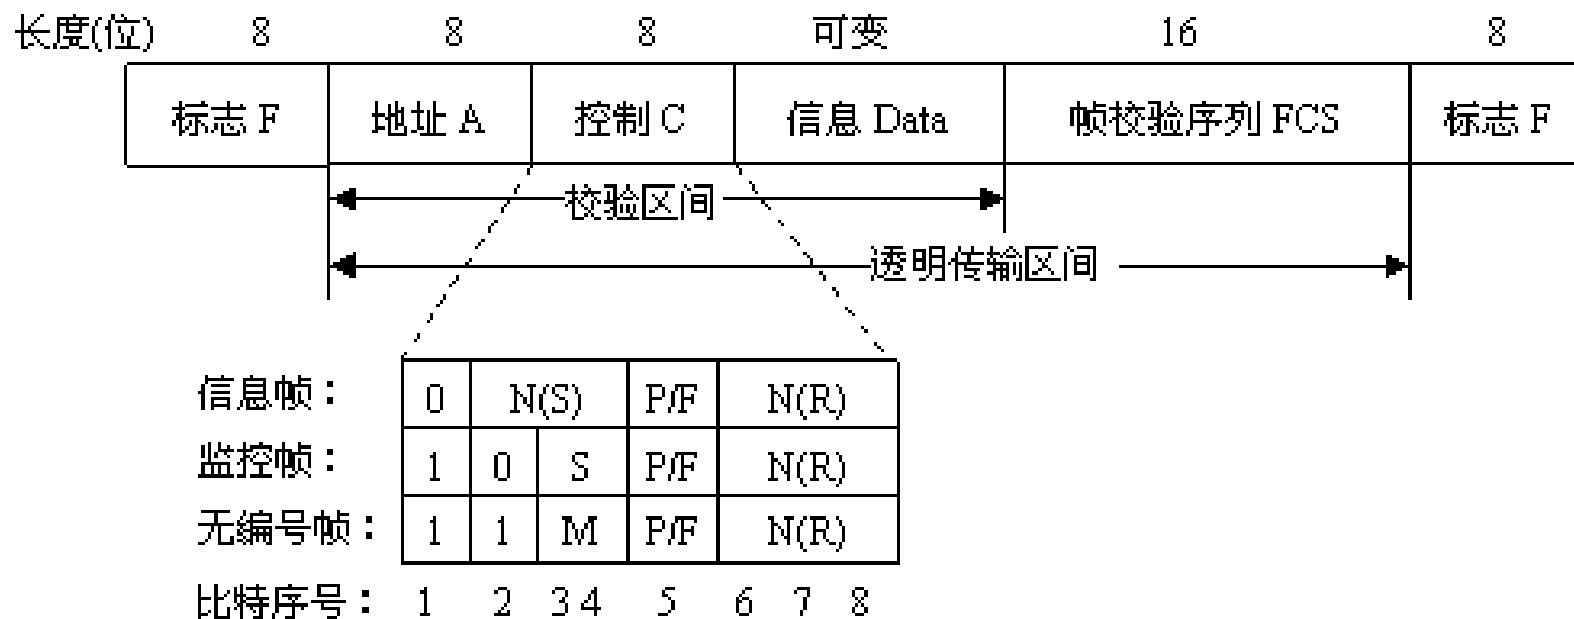 长度(位) 8 8 8 可变 16 8
标志 F 地址 A 控制 C 信息 Data 帧校验序列 FCS 标志 F
校验区间
透明传输区间
信息帧： 0 N(S) P/F N(R)
监控帧： 1 0 S P/F N(R)
无编号帧： 1 1 M P/F N(R)
比特序号： 1 2 3 4 5 6 7 8